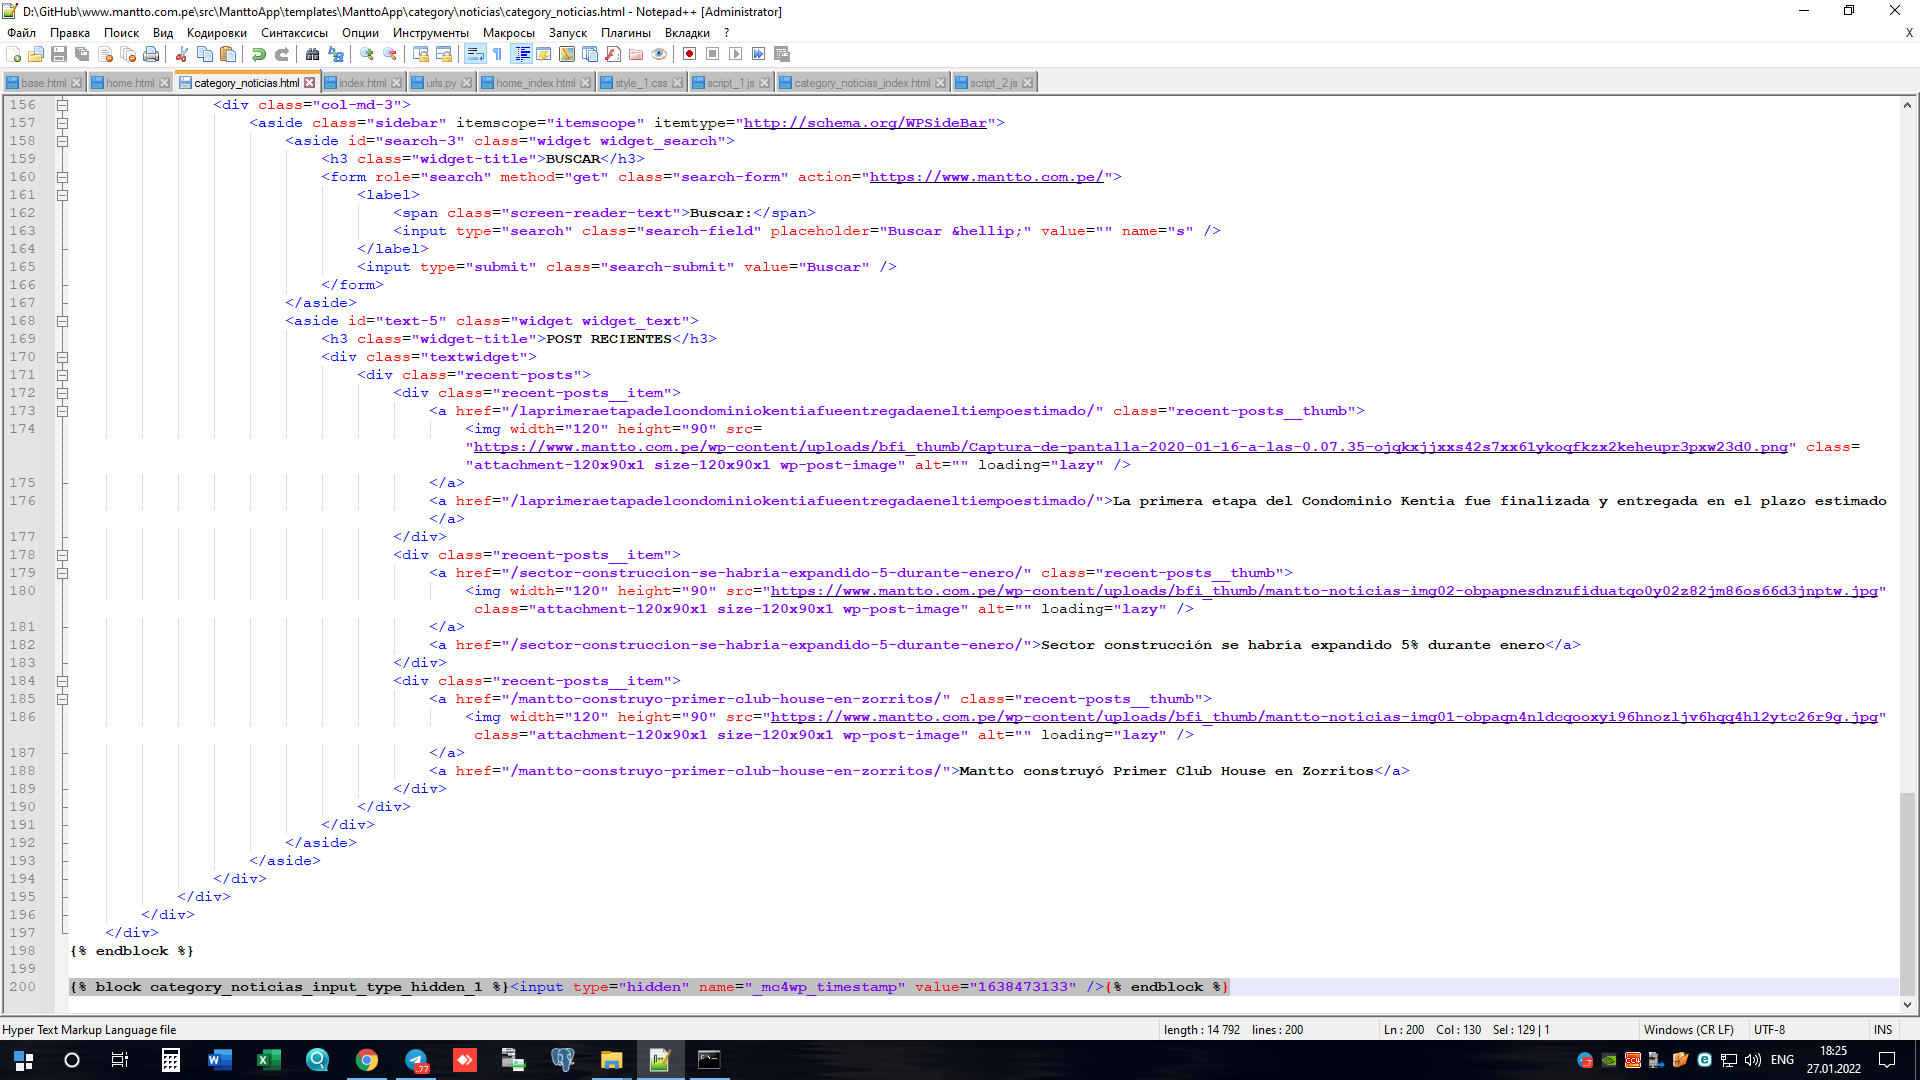 D:\GitHub\www.mantto.com.pe\src\ManttoApp\templates\ManttoApp\category\noticias\category_noticias.html - Notepad++ [Administrator]
Файл Правка Поиск Вид Кодировки Синтаксисы Опции Инструменты Макросы Запуск Плагины Вкладки ? X
base.html home.html category_noticias.html index.html urls.py home_index.html style_1.css script_1.js category_noticias_index.html script_2.js
156 <div class="col-md-3">
157 <aside class="sidebar" itemscope="itemscope" itemtype="http://schema.org/WPSideBar">
158 <aside id="search-3" class="widget widget_search">
159 <h3 class="widget-title">BUSCAR</h3>
160 <form role="search" method="get" class="search-form" action="https://www.mantto.com.pe/">
161 <label>
162 <span class="screen-reader-text">Buscar:</span>
163 <input type="search" class="search-field" placeholder="Buscar &hellip;" value="" name="s" />
164 </label>
165 <input type="submit" class="search-submit" value="Buscar" />
166 </form>
167 </aside>
168 <aside id="text-5" class="widget widget_text">
169 <h3 class="widget-title">POST RECIENTES</h3>
170 <div class="textwidget">
171 <div class="recent-posts">
172 <div class="recent-posts__item">
173 <a href="/laprimeraetapadelcondominiokentiafueentregadaeneltiempoestimado/" class="recent-posts__thumb">
174 <img width="120" height="90" src=
"https://www.mantto.com.pe/wp-content/uploads/bfi_thumb/Captura-de-pantalla-2020-01-16-a-las-0.07.35-ojqkxjjxxs42s7xx61ykoqfkzx2keheupr3pxw23d0.png" class=
"attachment-120x90x1 size-120x90x1 wp-post-image" alt="" loading="lazy" />
175 </a>
176 <a href="/laprimeraetapadelcondominiokentiafueentregadaeneltiempoestimado/">La primera etapa del Condominio Kentia fue finalizada y entregada en el plazo estimado
</a>
177 </div>
178 <div class="recent-posts__item">
179 <a href="/sector-construccion-se-habria-expandido-5-durante-enero/" class="recent-posts__thumb">
180 <img width="120" height="90" src="https://www.mantto.com.pe/wp-content/uploads/bfi_thumb/mantto-noticias-img02-obpapnesdnzufiduatqo0y02z82jm86os66d3jnptw.jpg"
class="attachment-120x90x1 size-120x90x1 wp-post-image" alt="" loading="lazy" />
181 </a>
182 <a href="/sector-construccion-se-habria-expandido-5-durante-enero/">Sector construcción se habría expandido 5% durante enero</a>
183 </div>
184 <div class="recent-posts__item">
185 <a href="/mantto-construyo-primer-club-house-en-zorritos/" class="recent-posts__thumb">
186 <img width="120" height="90" src="https://www.mantto.com.pe/wp-content/uploads/bfi_thumb/mantto-noticias-img01-obpaqn4nldcqooxyi96hnozljv6hqq4hl2ytc26r9g.jpg"
class="attachment-120x90x1 size-120x90x1 wp-post-image" alt="" loading="lazy" />
187 </a>
188 <a href="/mantto-construyo-primer-club-house-en-zorritos/">Mantto construyó Primer Club House en Zorritos</a>
189 </div>
190 </div>
191 </div>
192 </aside>
193 </aside>
194 </div>
195 </div>
196 </div>
197 </div>
198 {% endblock %}
199
200 {% block category_noticias_input_type_hidden_1 %}<input type="hidden" name="_mc4wp_timestamp" value="1638473133" />{% endblock %}
Hyper Text Markup Language file length : 14 792 lines : 200 Ln : 200 Col : 130 Sel : 129 | 1 Windows (CR LF) UTF-8 INS
77 ENG 18:25
27.01.2022